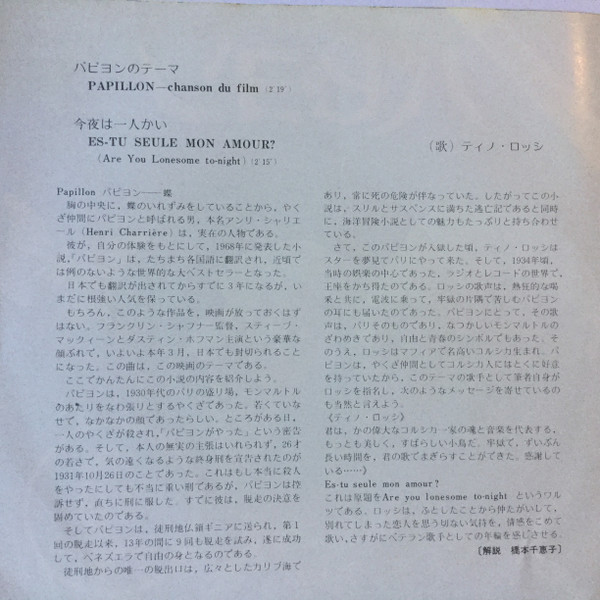 パピヨンのテーマ
PAPILLON—chanson du film (2′19″)
今夜は一人かい
ES-TU SEULE MON AMOUR?
(Are You Lonesome to-night) (2′15″)
(歌) ティノ・ロッシ
Papillon パピヨン——蝶
胸の中央に，蝶のいれずみをしていることから，やく
ざ仲間にパピヨンと呼ばれる男，本名アンリ・シャリエ
ール (Henri Charrière) は，実在の人物である。
彼が，自分の体験をもとにして，1968年に発表した小
説，「パピヨン」は，たちまち各国語に翻訳され，近頃で
は例のないような世界的な大ベストセラーとなった。
日本でも翻訳が出されてからすでに３年になるが，い
まだに根強い人気を保っている。
もちろん，このような作品を，映画が放っておくはず
はない。フランクリン・シャフナー監督，スティーブ・
マックィーンとダスティン・ホフマン主演という豪華な
顔ぶれで，いよいよ本年３月，日本でも封切られること
になった。この曲は，この映画のテーマである。
ここでかんたんにこの小説の内容を紹介しよう。
パピヨンは，1930年代のパリの盛り場，モンマルトル
のあたりをなわ張りとするやくざであった。若くていな
せで，なかなかの顔であったらしい。ところがある日，
一人のやくざが殺され，「パピヨンがやった」という密告
がある。そして，本人の無実の主張はいれられず，26才
の若さで，気の遠くなるような終身刑を宣告されたのが
1931年10月26日のことであった。これはもし本当に殺人
をやったにしても不当に重い刑であるが，パピヨンは控
訴せず，直ちに刑に服した。すでに彼は，脱走の決意を
固めていたのである。
そしてパピヨンは，徒刑地仏領ギニアに送られ，第１
回の脱走以来，13年の間に９回も脱走を試み，遂に成功
して，ベネズエラで自由の身となるのである。
徒刑地からの唯一の脱出口は，広々としたカリブ海で
あり，常に死の危険が伴なっていた。したがってこの小
説は，スリルとサスペンスに満ちた逃亡記であると同時
に，海洋冒険小説としての魅力もたっぷりと持ち合わせ
ている。
さて，このパピヨンが入獄した頃，ティノ・ロッシは
スターを夢見てパリにやって来た。そして，1934年頃，
当時の娯楽の中心であった，ラジオとレコードの世界で，
王座をかち得たのである。ロッシの歌声は，熱狂的な喝
采と共に，電波に乗って，牢獄の片隅で苦しむパピヨン
の耳にも届いたのであった。パピヨンにとって，その歌
声は，パリそのものであり，なつかしいモンマルトルの
ざわめきであり，自由と青春のシンボルでもあった。そ
のうえ，ロッシはマフィアで名高いコルシカ生まれ，パ
ピヨンは，やくざ仲間としてコルシカ人にはとくに好意
を持っていたから，このテーマの歌手として筆者自身が
ロッシを指名し，次のようなメッセージを寄せているの
も当然と言えよう。
《ティノ・ロッシ》
君は，かの偉大なコルシカ一家の魂と音楽を代表する，
もっとも美しく，すばらしい小鳥だ。牢獄で，ずいぶん
長い時間を，君の歌でまぎらすことができた。感謝して
いる……》
Es-tu seule mon amour ?
これは原題を Are you lonesome to-night というワル
ツである。ロッシは，ふとしたことから仲たがいして，
別れてしまった恋人を思う切ない気持を，情感をこめて
歌い，さすがにベテラン歌手としての年輪を感じさせる。
〔解説 橋本千恵子〕